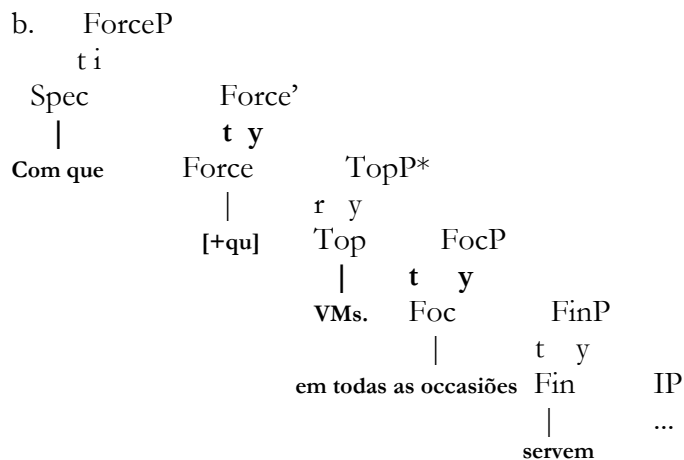 b. ForceP
t i
Spec Force’
| t y
Com que Force TopP*
| r y
[+qu] Top FocP
| t y
VMs. Foc FinP
| t y
em todas as occasiões Fin IP
| ...
servem